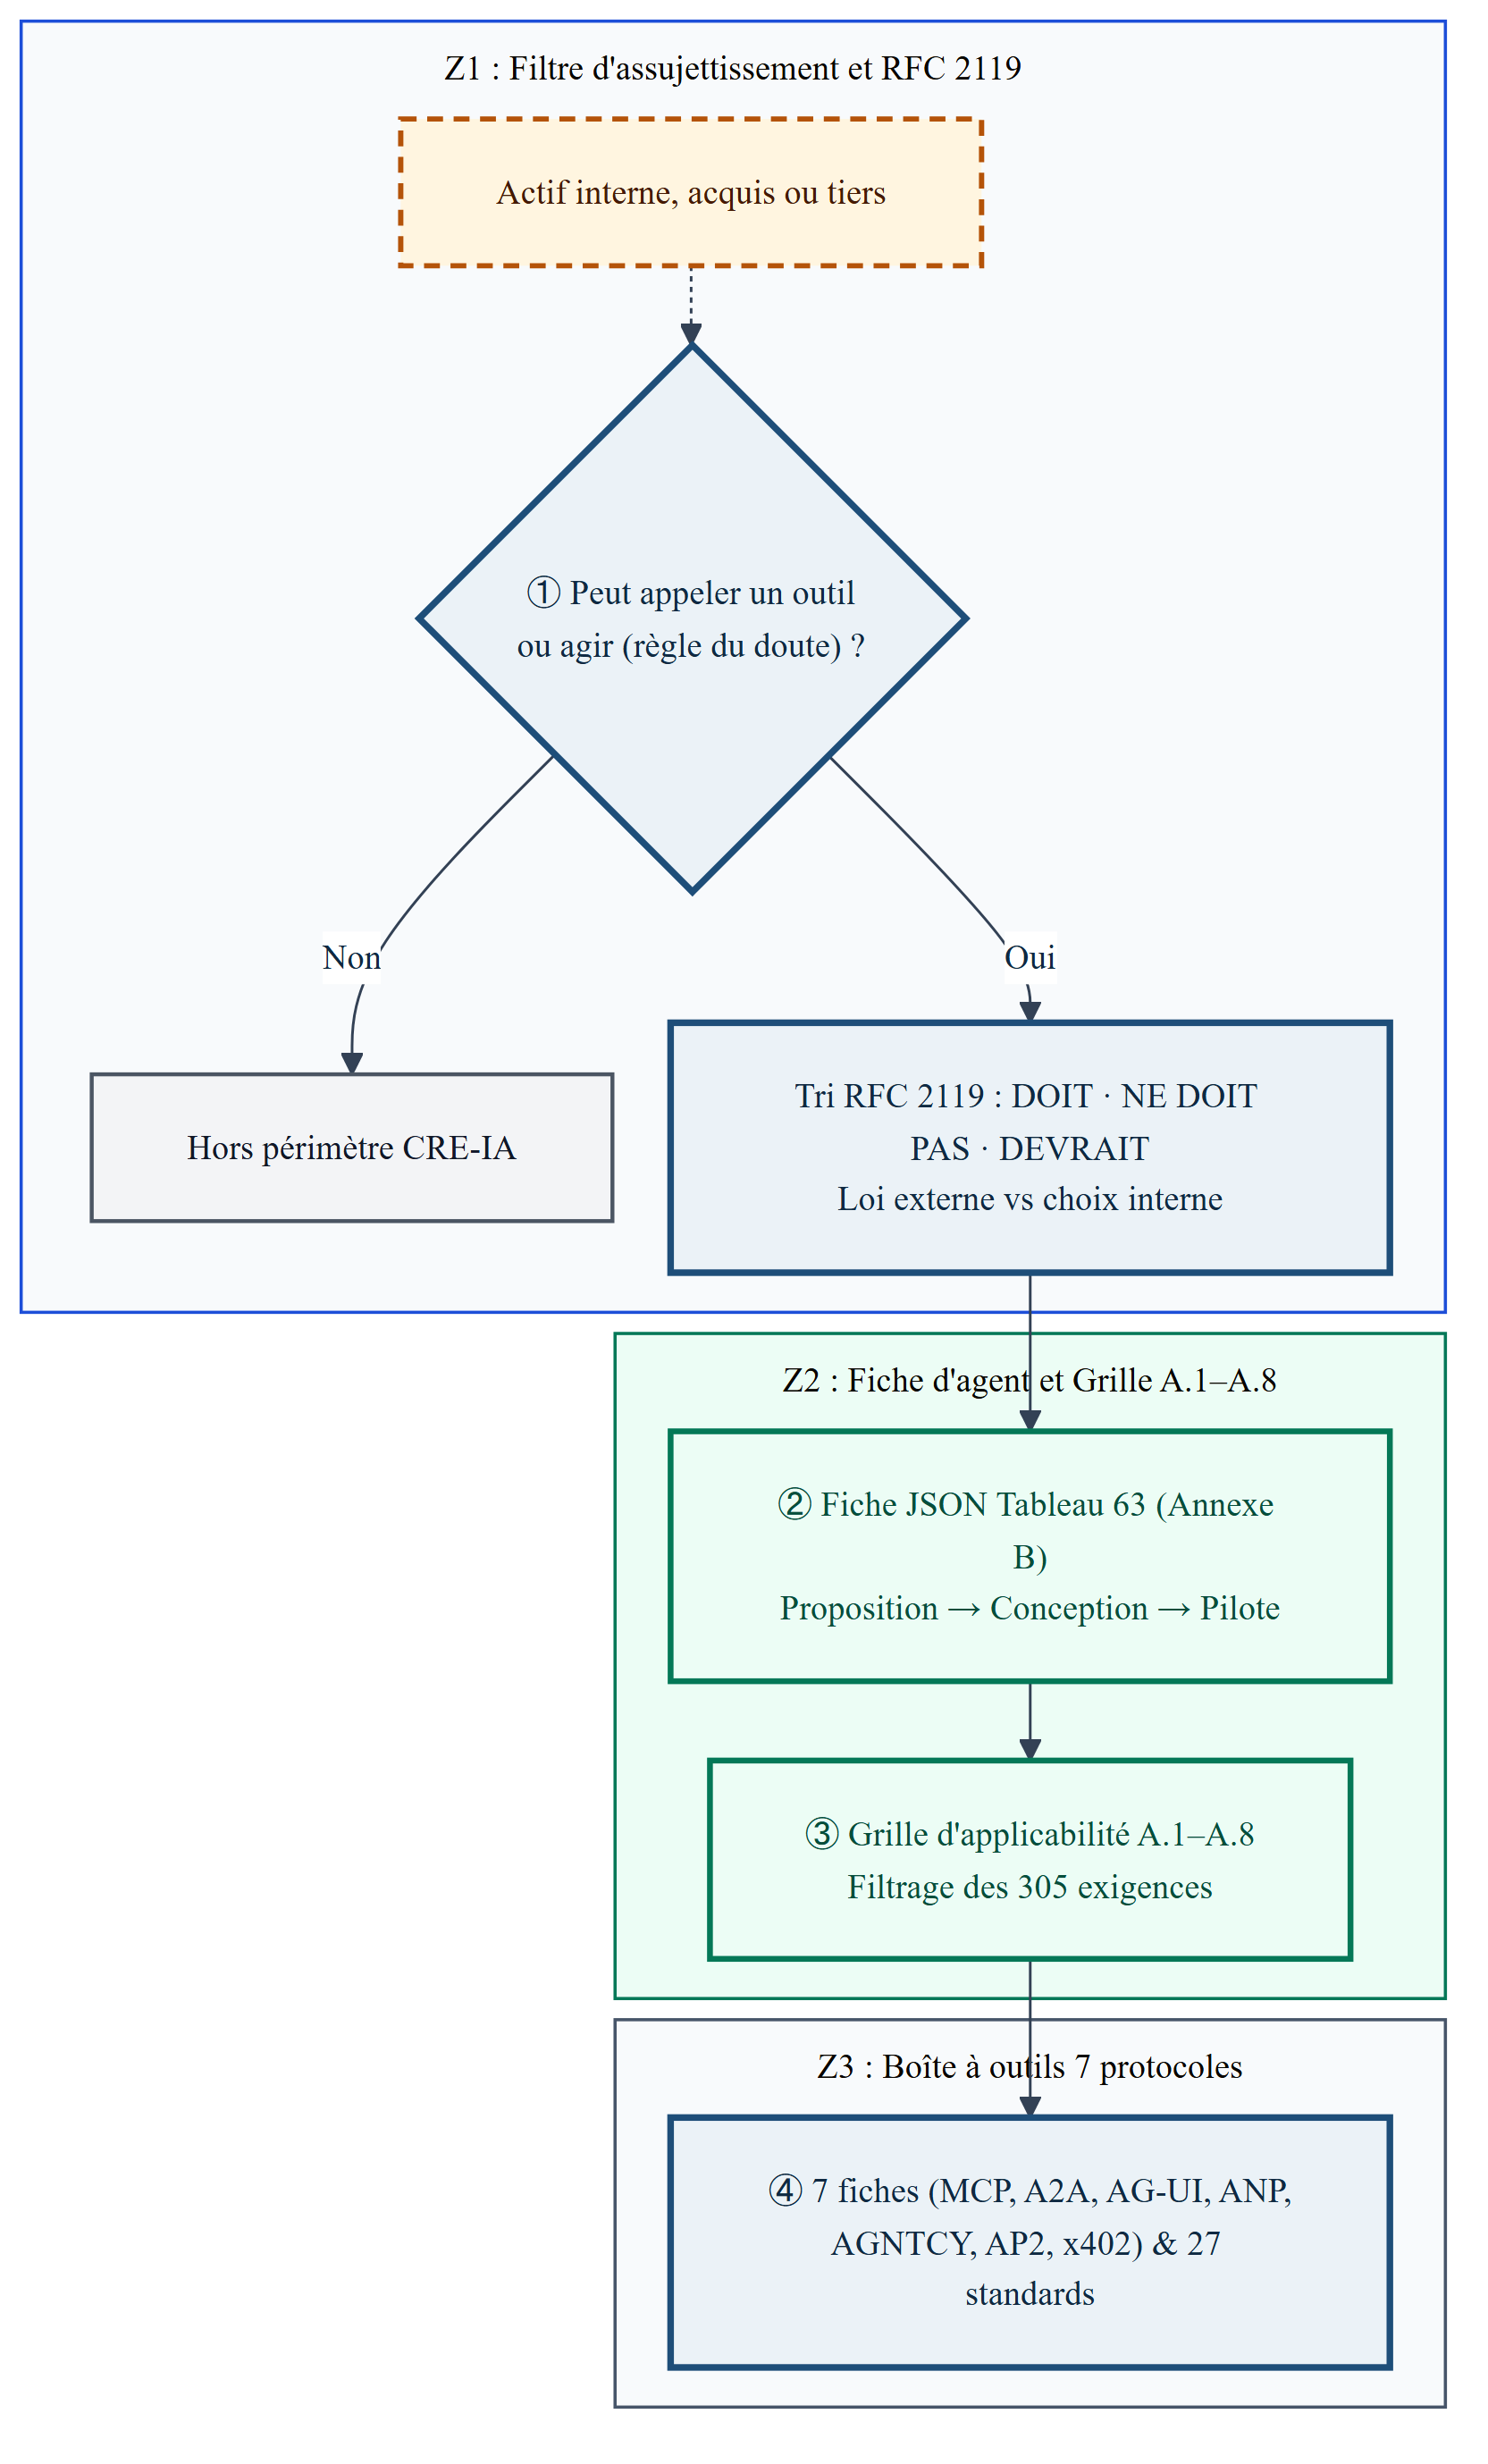 Z1 : Filtre d'assujettissement et RFC 2119
Actif interne, acquis ou tiers
① Peut appeler un outil
ou agir (règle du doute) ?
Non
Oui
Hors périmètre CRE-IA
Tri RFC 2119 : DOIT · NE DOIT
PAS · DEVRAIT
Loi externe vs choix interne
Z2 : Fiche d'agent et Grille A.1–A.8
② Fiche JSON Tableau 63 (Annexe
B)
Proposition → Conception → Pilote
③ Grille d'applicabilité A.1–A.8
Filtrage des 305 exigences
Z3 : Boîte à outils 7 protocoles
④ 7 fiches (MCP, A2A, AG-UI, ANP,
AGNTCY, AP2, x402) & 27
standards